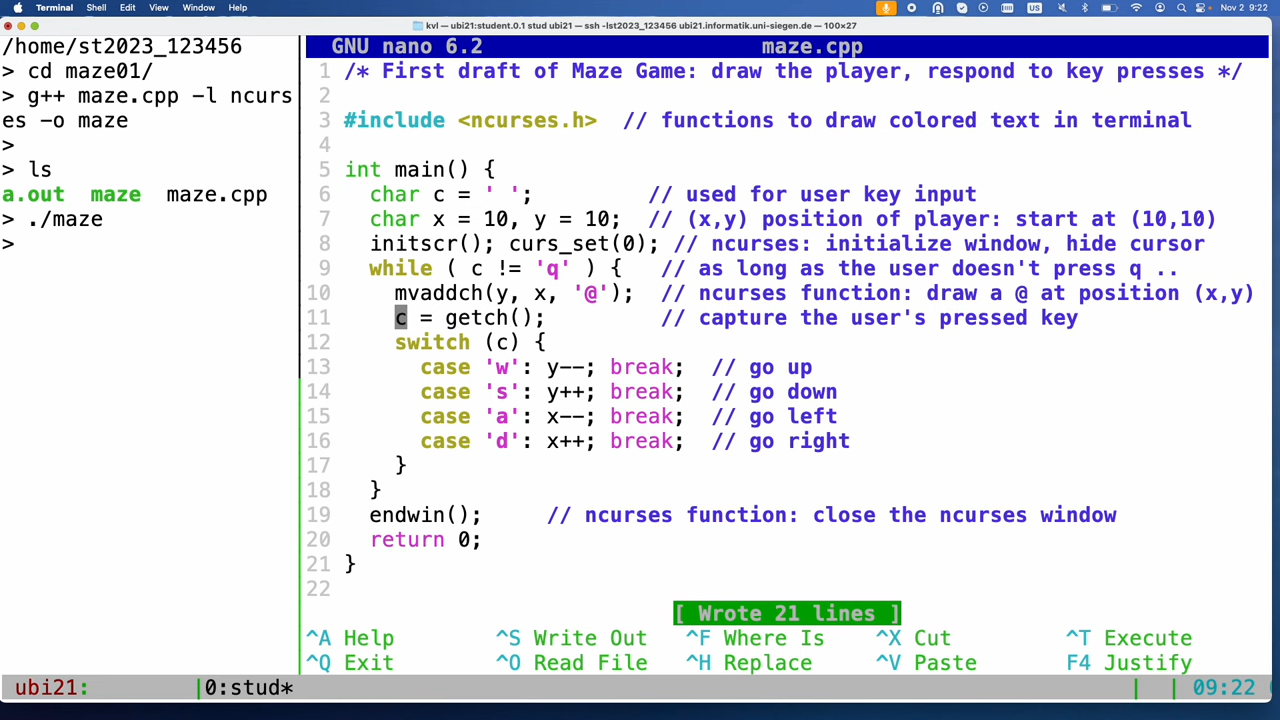 Terminal Shell Edit View Window Help US Nov 2 9:22
kvl — ubi21:student.0.1 stud ubi21 — ssh -lst2023_123456 ubi21.informatik.uni-siegen.de — 100×27
/home/st2023_123456
> cd maze01/
> g++ maze.cpp -l ncurs
es -o maze
>
> ls
a.out maze maze.cpp
> ./maze
>
GNU nano 6.2 maze.cpp
1 /* First draft of Maze Game: draw the player, respond to key presses */
2
3 #include <ncurses.h> // functions to draw colored text in terminal
4
5 int main() {
6 char c = ' '; // used for user key input
7 char x = 10, y = 10; // (x,y) position of player: start at (10,10)
8 initscr(); curs_set(0); // ncurses: initialize window, hide cursor
9 while ( c != 'q' ) { // as long as the user doesn't press q ..
10 mvaddch(y, x, '@'); // ncurses function: draw a @ at position (x,y)
11 c = getch(); // capture the user's pressed key
12 switch (c) {
13 case 'w': y--; break; // go up
14 case 's': y++; break; // go down
15 case 'a': x--; break; // go left
16 case 'd': x++; break; // go right
17 }
18 }
19 endwin(); // ncurses function: close the ncurses window
20 return 0;
21 }
22
[ Wrote 21 lines ]
^A Help ^S Write Out ^F Where Is ^X Cut ^T Execute
^Q Exit ^O Read File ^H Replace ^V Paste F4 Justify
ubi21: |0:stud* | | 09:22